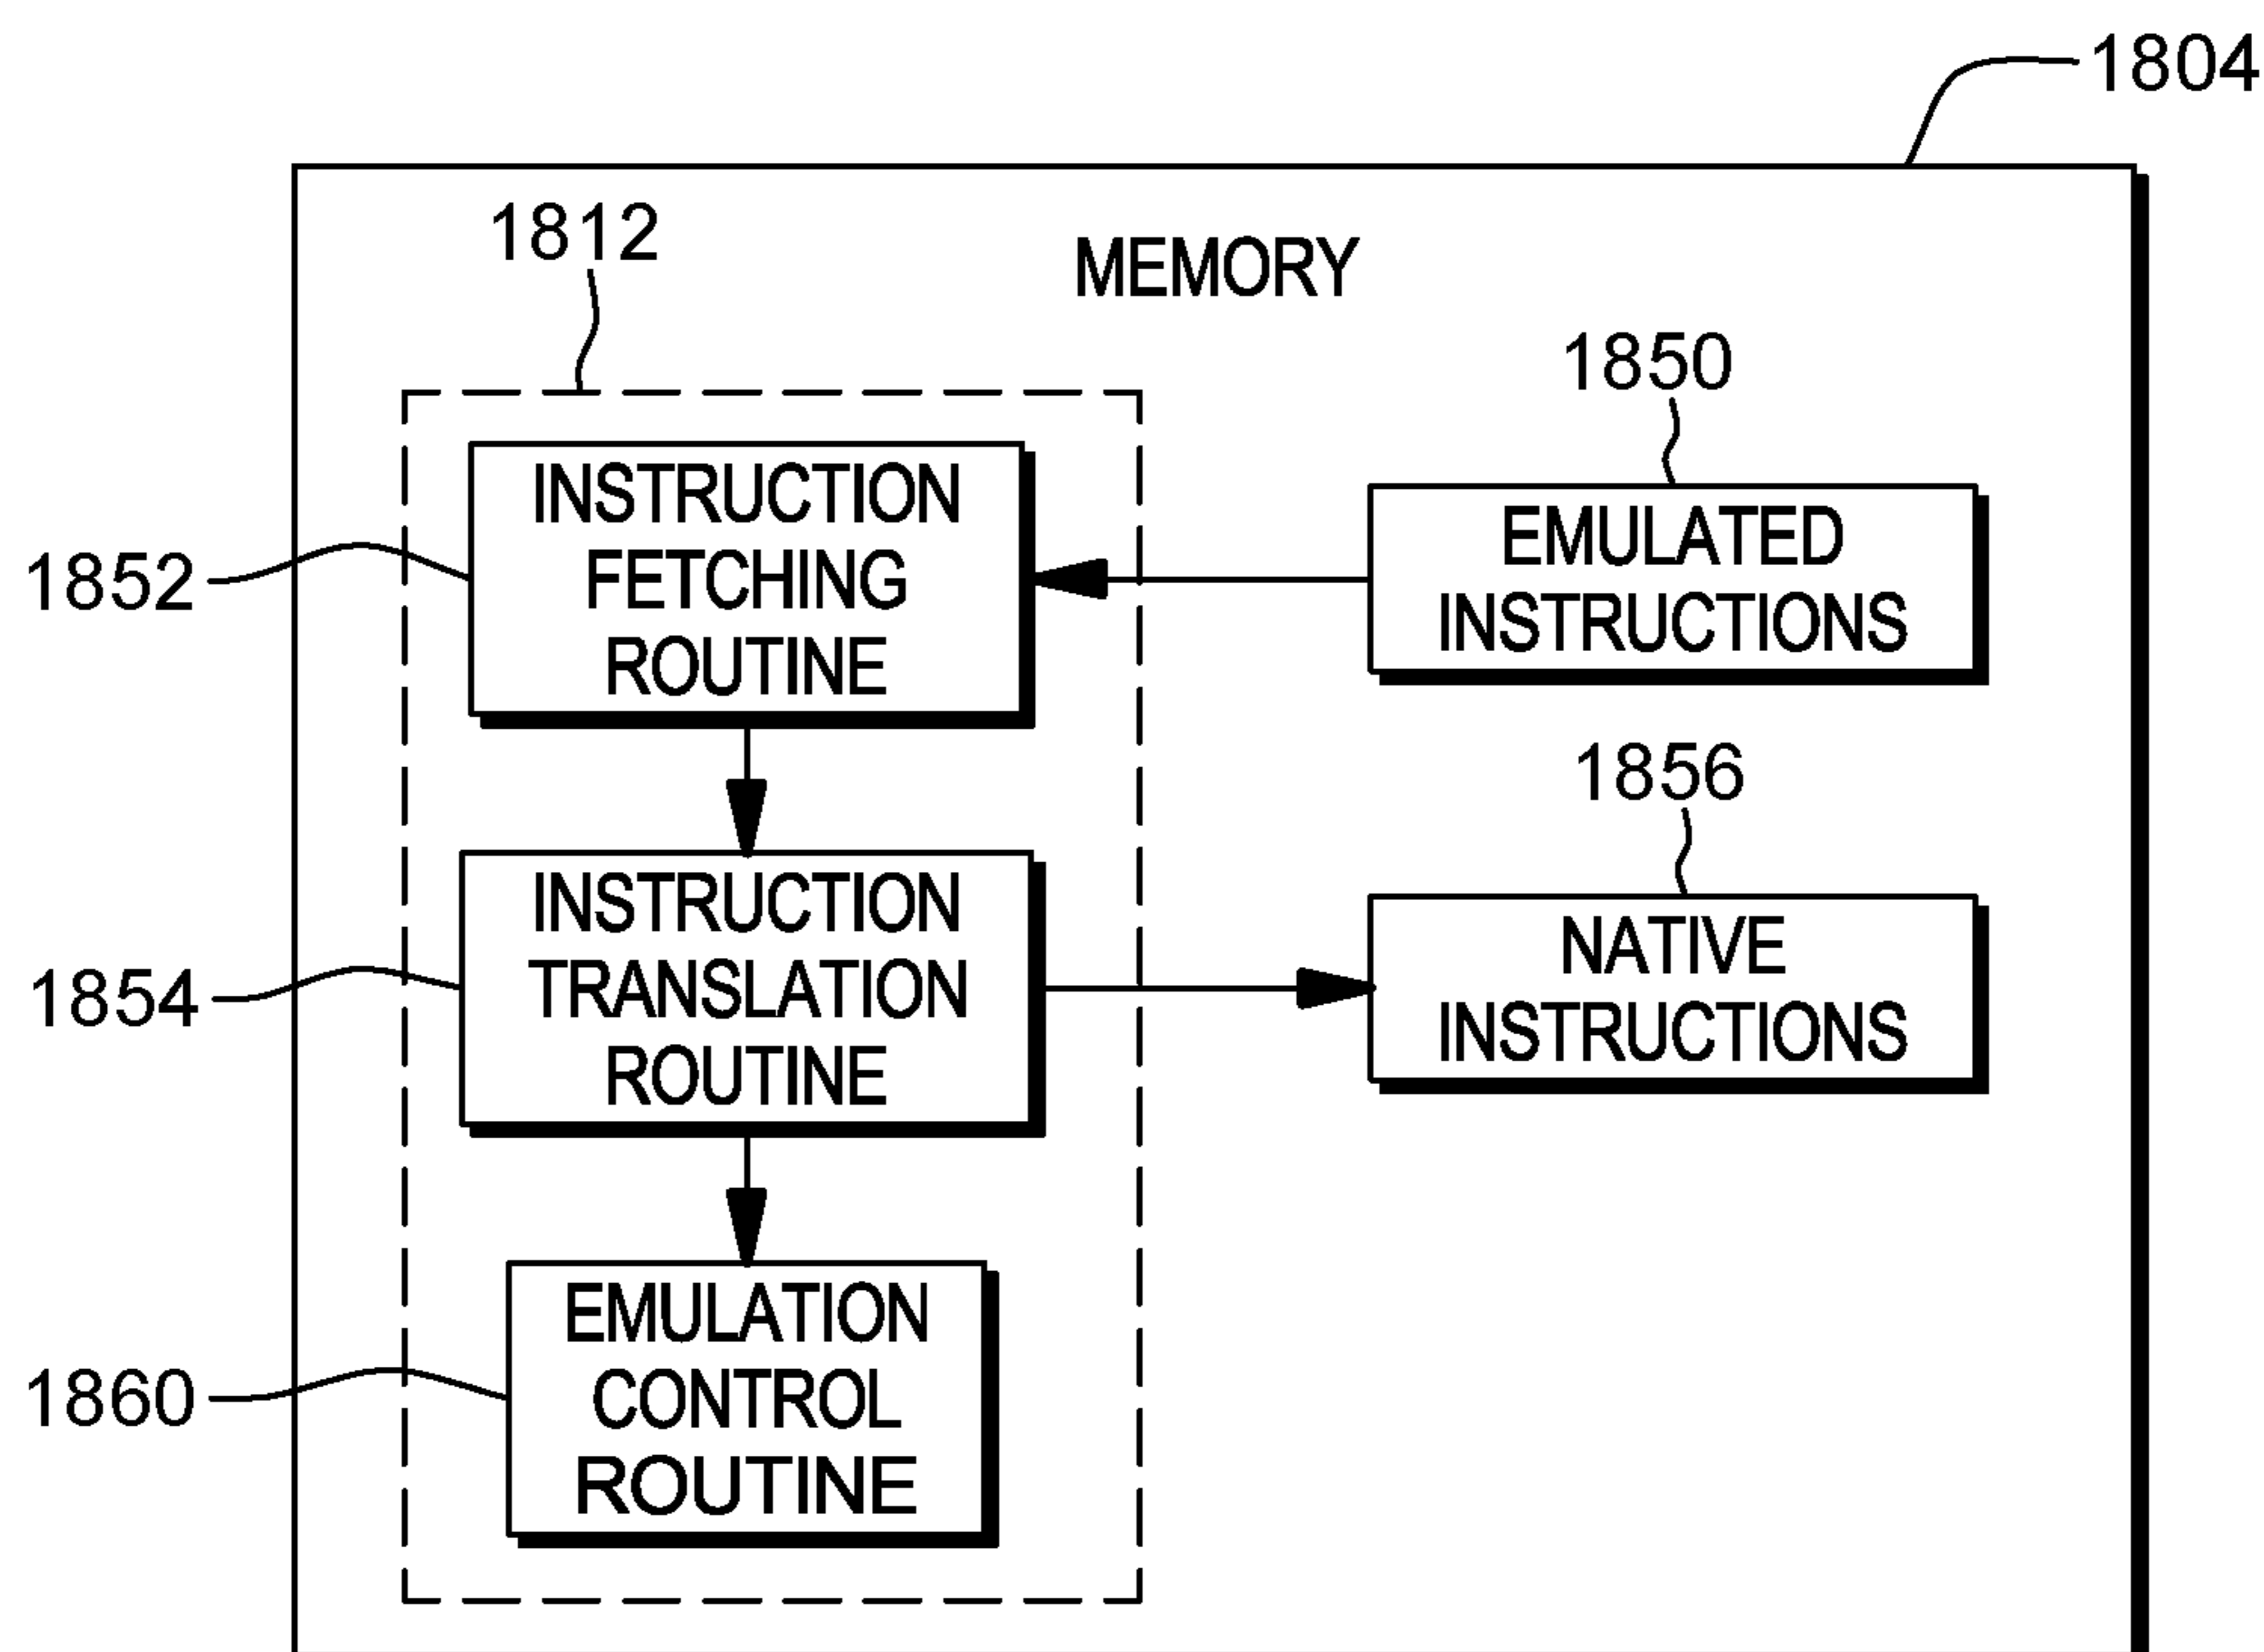 1804
1812
MEMORY
1850
INSTRUCTION
FETCHING
ROUTINE
1852
EMULATED
INSTRUCTIONS
1856
INSTRUCTION
TRANSLATION
ROUTINE
1854
NATIVE
INSTRUCTIONS
EMULATION
CONTROL
ROUTINE
1860